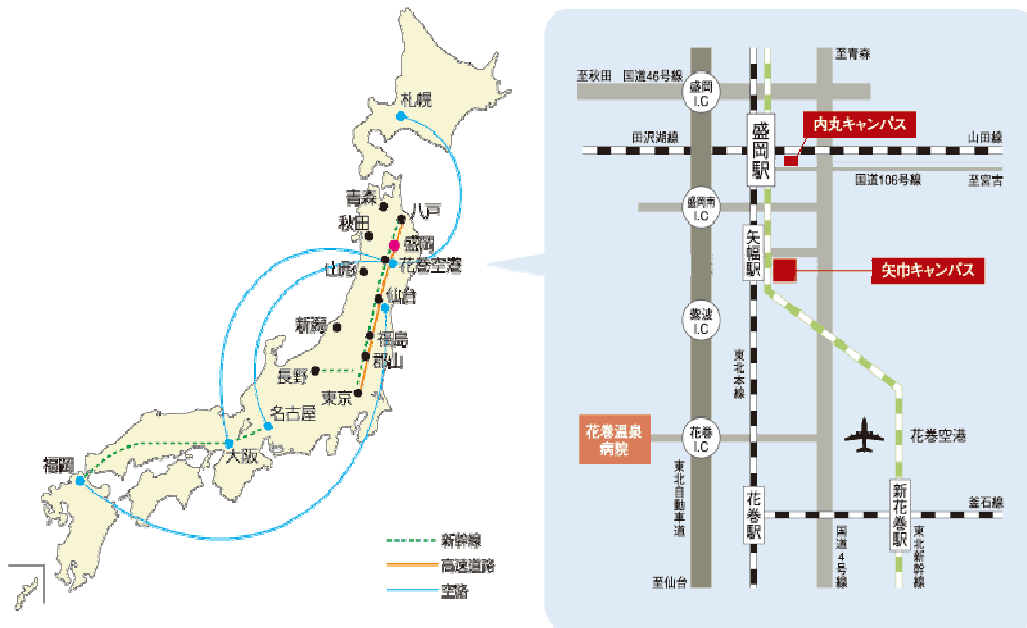 札幌
青森
八戸
秋田
盛岡
山形
花巻空港
仙台
新潟
福島
郡山
長野
東京
名古屋
大阪
福岡
新幹線
高速道路
空路
至青森
至秋田 国道46号線
盛岡
I.C
内丸キャンパス
盛岡駅
田沢湖線
山田線
国道106号線
至宮古
盛岡南
I.C
矢幅駅
矢巾キャンパス
紫波
I.C
東北本線
花巻温泉
病院
花巻
I.C
花巻空港
東北自動車道
花巻駅
新花巻駅
釜石線
国道4号線
東北新幹線
至仙台